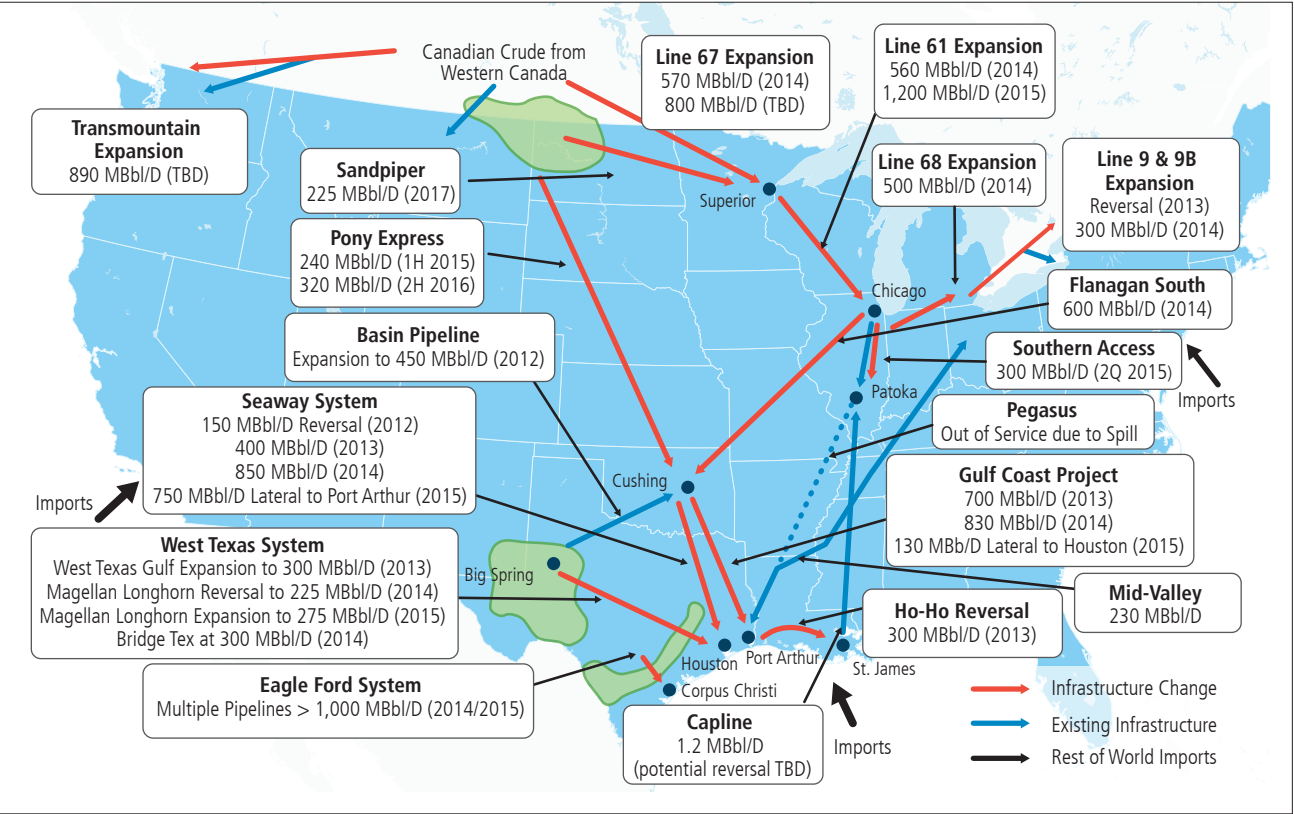 Canadian Crude from
Western Canada
Line 67 Expansion
570 MBbl/D (2014)
800 MBbl/D (TBD)
Line 61 Expansion
560 MBbl/D (2014)
1,200 MBbl/D (2015)
Transmountain
Expansion
890 MBbl/D (TBD)
Sandpiper
225 MBbl/D (2017)
Superior
Line 68 Expansion
500 MBbl/D (2014)
Line 9 & 9B
Expansion
Reversal (2013)
300 MBbl/D (2014)
Pony Express
240 MBbl/D (1H 2015)
320 MBbl/D (2H 2016)
Chicago
Flanagan South
600 MBbl/D (2014)
Basin Pipeline
Expansion to 450 MBbl/D (2012)
Southern Access
300 MBbl/D (2Q 2015)
Imports
Patoka
Seaway System
150 MBbl/D Reversal (2012)
400 MBbl/D (2013)
850 MBbl/D (2014)
750 MBbl/D Lateral to Port Arthur (2015)
Pegasus
Out of Service due to Spill
Cushing
Imports
Gulf Coast Project
700 MBbl/D (2013)
830 MBbl/D (2014)
130 MBb/D Lateral to Houston (2015)
West Texas System
West Texas Gulf Expansion to 300 MBbl/D (2013)
Magellan Longhorn Reversal to 225 MBbl/D (2014)
Magellan Longhorn Expansion to 275 MBbl/D (2015)
Bridge Tex at 300 MBbl/D (2014)
Big Spring
Mid-Valley
230 MBbl/D
Ho-Ho Reversal
300 MBbl/D (2013)
Houston
Port Arthur
St. James
Eagle Ford System
Multiple Pipelines > 1,000 MBbl/D (2014/2015)
Corpus Christi
Capline
1.2 MBbl/D
(potential reversal TBD)
Imports
Infrastructure Change
Existing Infrastructure
Rest of World Imports